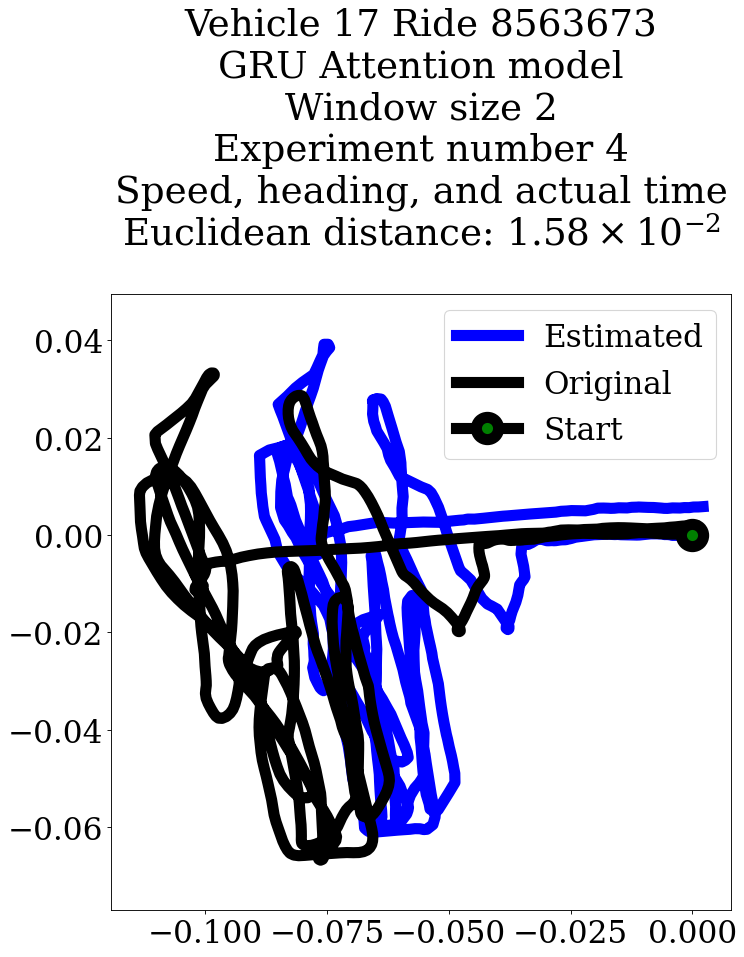 Vehicle 17 Ride 8563673
GRU Attention model
Window size 2
Experiment number 4
Speed, heading, and actual time
Euclidean distance: 1.58 × 10⁻²
Estimated
Original
Start
0.04
0.02
0.00
−0.02
−0.04
−0.06
−0.100 −0.075 −0.050 −0.025 0.000